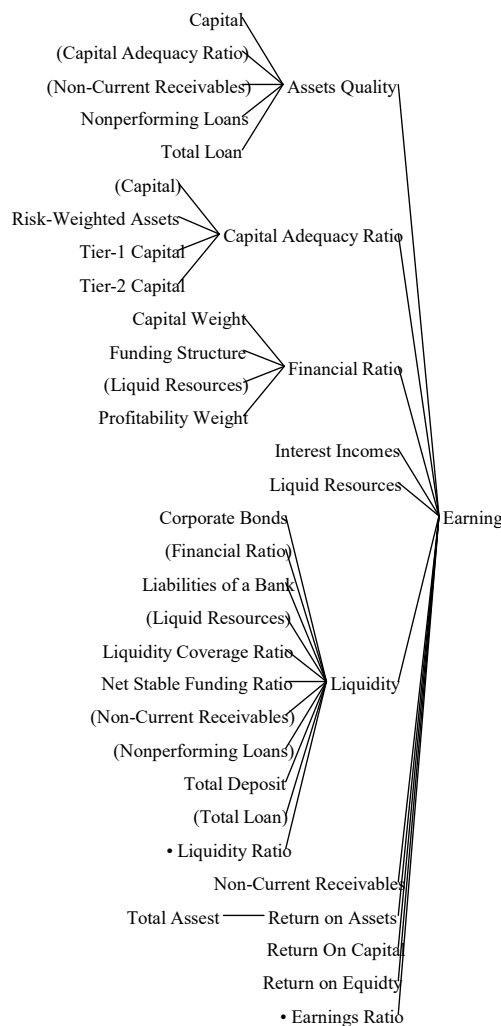 Capital
(Capital Adequacy Ratio)
(Non-Current Receivables)
Assets Quality
Nonperforming Loans
Total Loan
(Capital)
Risk-Weighted Assets
Capital Adequacy Ratio
Tier-1 Capital
Tier-2 Capital
Capital Weight
Funding Structure
Financial Ratio
(Liquid Resources)
Profitability Weight
Interest Incomes
Liquid Resources
Corporate Bonds
Earning
(Financial Ratio)
Liabilities of a Bank
(Liquid Resources)
Liquidity Coverage Ratio
Net Stable Funding Ratio
Liquidity
(Non-Current Receivables)
(Nonperforming Loans)
Total Deposit
(Total Loan)
• Liquidity Ratio
Non-Current Receivables
Total Assest
Return on Assets
Return On Capital
Return on Equidty
• Earnings Ratio